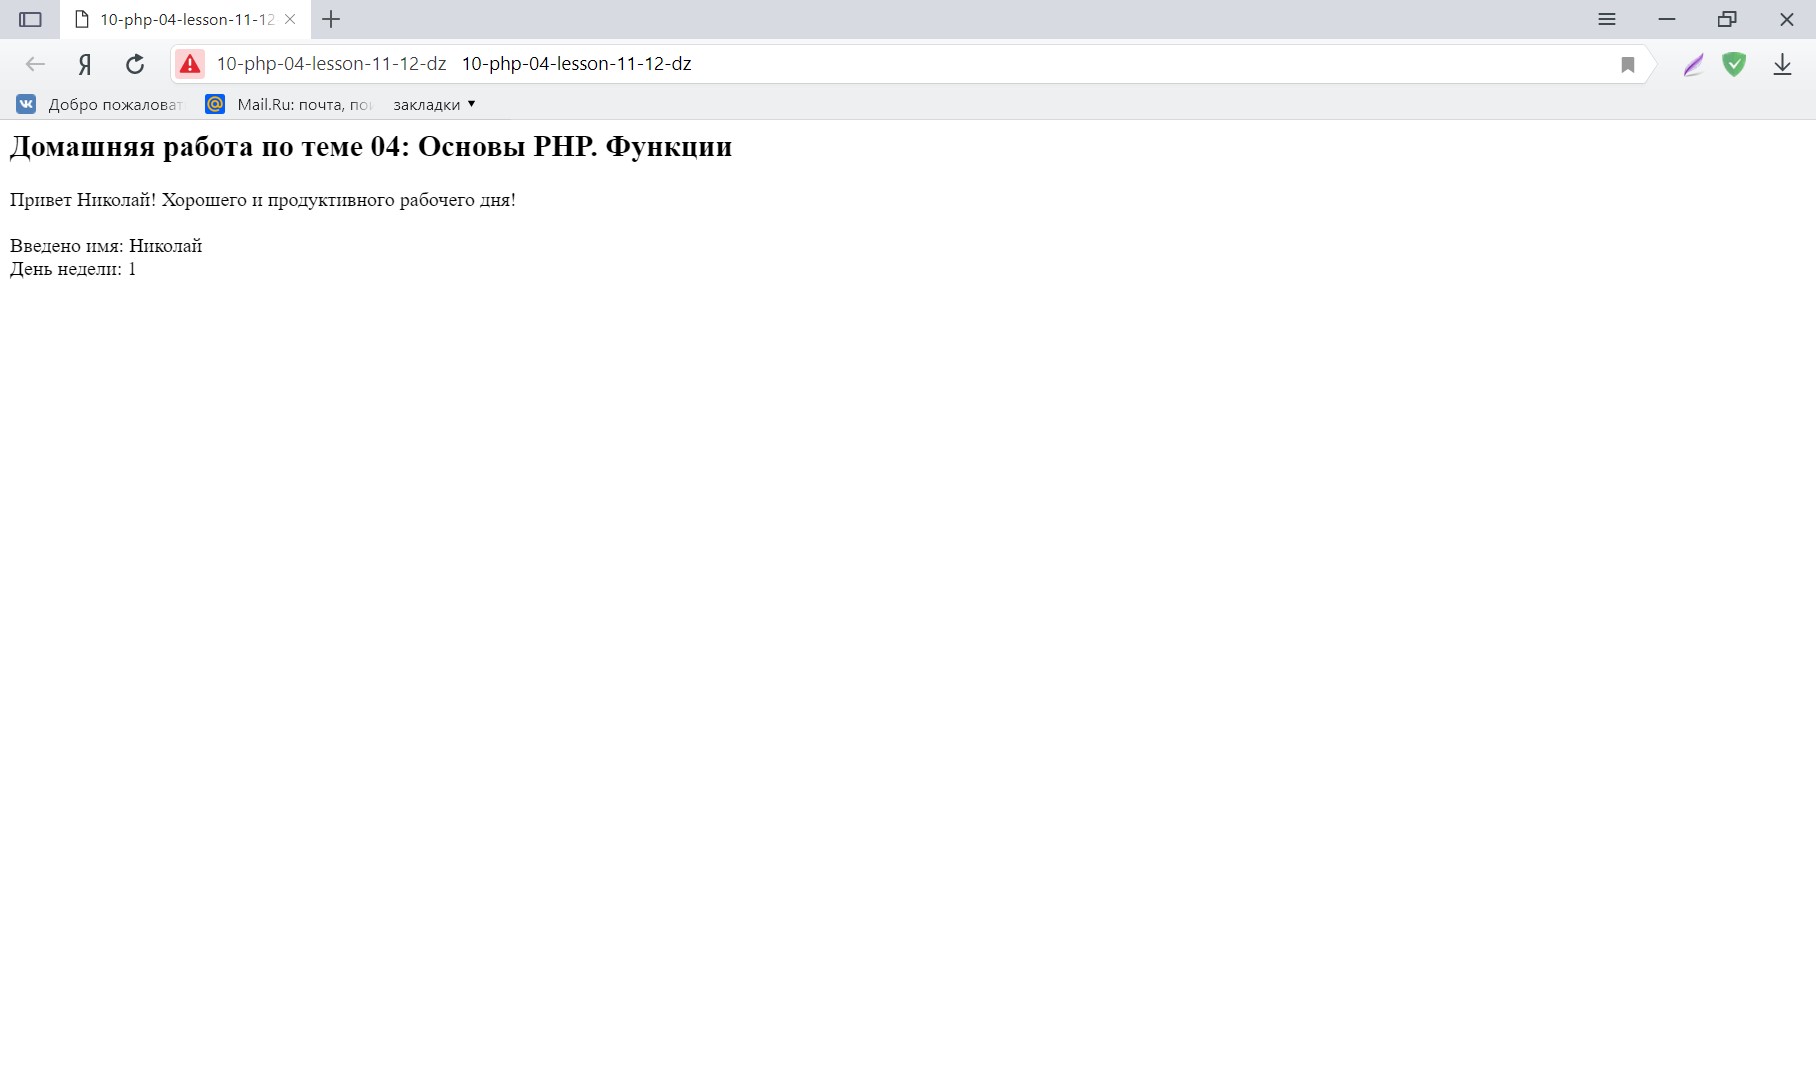 10-php-04-lesson-11-12
Я
10-php-04-lesson-11-12-dz 10-php-04-lesson-11-12-dz
Добро пожаловат Mail.Ru: почта, пои закладки
Домашняя работа по теме 04: Основы PHP. Функции
Привет Николай! Хорошего и продуктивного рабочего дня!
Введено имя: Николай
День недели: 1